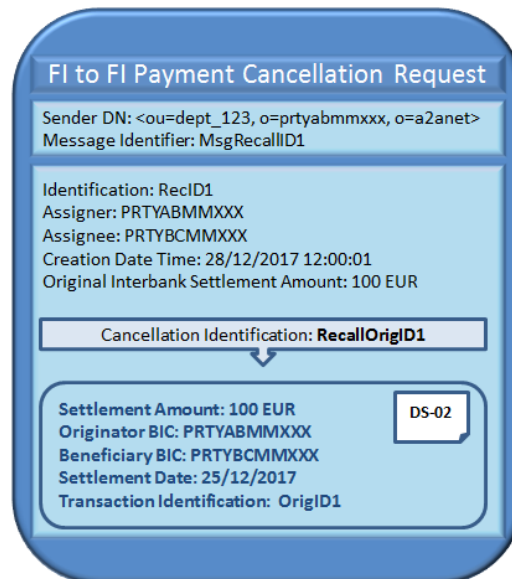 FI to FI Payment Cancellation Request
Sender DN: <ou=dept_123, o=prtyabmmxxx, o=a2anet>
Message Identifier: MsgRecallID1
Identification: RecID1
Assigner: PRTYABMMXXX
Assignee: PRTYBCMMXXX
Creation Date Time: 28/12/2017 12:00:01
Original Interbank Settlement Amount: 100 EUR
Cancellation Identification: RecallOrigID1
Settlement Amount: 100 EUR
Originator BIC: PRTYABMMXXX
Beneficiary BIC: PRTYBCMMXXX
Settlement Date: 25/12/2017
Transaction Identification: OrigID1
DS-02